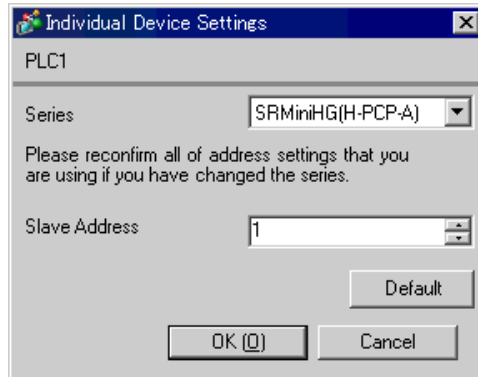 Individual Device Settings
PLC1
Series
SRMiniHG(H-PCP-A)
Please reconfirm all of address settings that you
are using if you have changed the series.
Slave Address
1
Default
OK (O)
Cancel